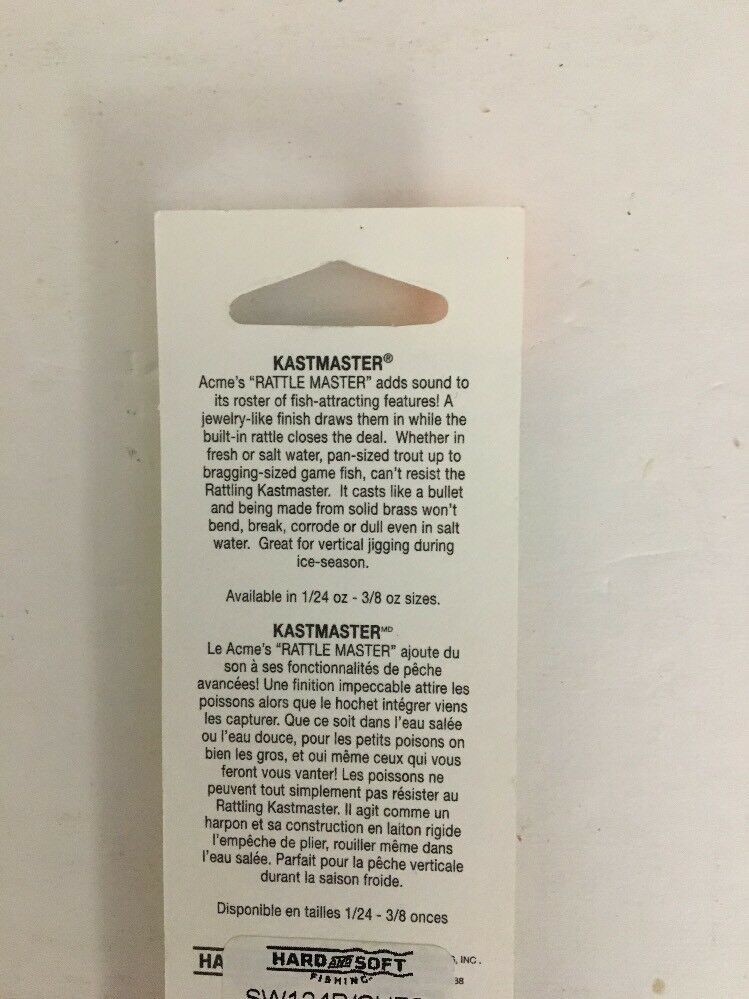 KASTMASTER®
Acme's "RATTLE MASTER" adds sound to
its roster of fish-attracting features! A
jewelry-like finish draws them in while the
built-in rattle closes the deal. Whether in
fresh or salt water, pan-sized trout up to
bragging-sized game fish, can't resist the
Rattling Kastmaster. It casts like a bullet
and being made from solid brass won't
bend, break, corrode or dull even in salt
water. Great for vertical jigging during
ice-season.
Available in 1/24 oz - 3/8 oz sizes.
KASTMASTER MD
Le Acme's "RATTLE MASTER" ajoute du
son à ses fonctionnalités de pêche
avancées! Une finition impeccable attire les
poissons alors que le hochet intégrer viens
les capturer. Que ce soit dans l'eau salée
ou l'eau douce, pour les petits poisons on
bien les gros, et oui même ceux qui vous
feront vous vanter! Les poissons ne
peuvent tout simplement pas résister au
Rattling Kastmaster. Il agit comme un
harpon et sa construction en laiton rigide
l'empêche de plier, rouiller même dans
l'eau salée. Parfait pour la pêche verticale
durant la saison froide.
Disponible en tailles 1/24 - 3/8 onces
HA
HARD AND SOFT
FISHING
, INC.
88